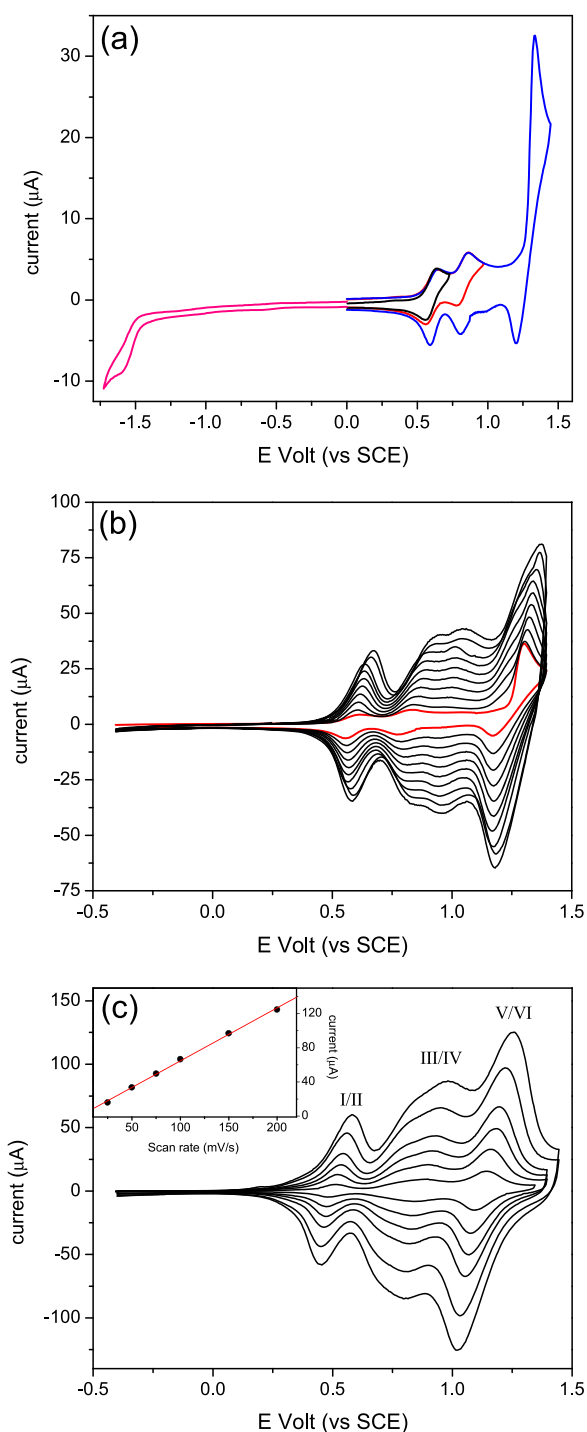 (a)
30
20
10
0
-10
current (μA)
-1.5 -1.0 -0.5 0.0 0.5 1.0 1.5
E Volt (vs SCE)
(b)
100
75
50
25
0
-25
-50
-75
current (μA)
-0.5 0.0 0.5 1.0 1.5
E Volt (vs SCE)
(c)
150
100
50
0
-50
-100
current (μA)
120
80
40
0
current (μA)
50 100 150 200
Scan rate (mV/s)
I/II
III/IV
V/VI
-0.5 0.0 0.5 1.0 1.5
E Volt (vs SCE)